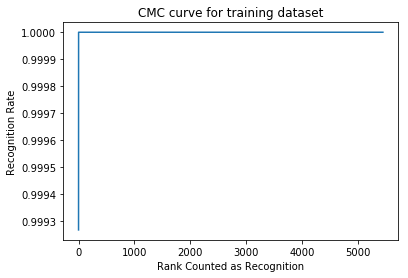 CMC curve for training dataset
1.0000
0.9999
0.9998
0.9997
0.9996
0.9995
0.9994
0.9993
Recognition Rate
0 1000 2000 3000 4000 5000
Rank Counted as Recognition